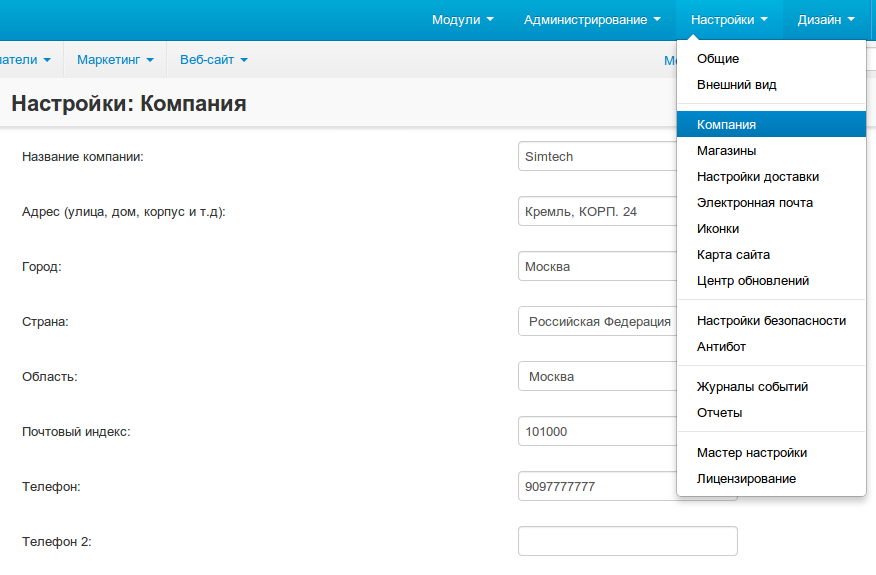 Модули
Администрирование
Настройки
Дизайн
Маркетинг
Веб-сайт
Настройки: Компания
Название компании:
Simtech
Адрес (улица, дом, корпус и т.д):
Кремль, КОРП. 24
Город:
Москва
Страна:
Российская Федерация
Область:
Москва
Почтовый индекс:
101000
Телефон:
9097777777
Телефон 2:
Общие
Внешний вид
Компания
Магазины
Настройки доставки
Электронная почта
Иконки
Карта сайта
Центр обновлений
Настройки безопасности
Антибот
Журналы событий
Отчеты
Мастер настройки
Лицензирование